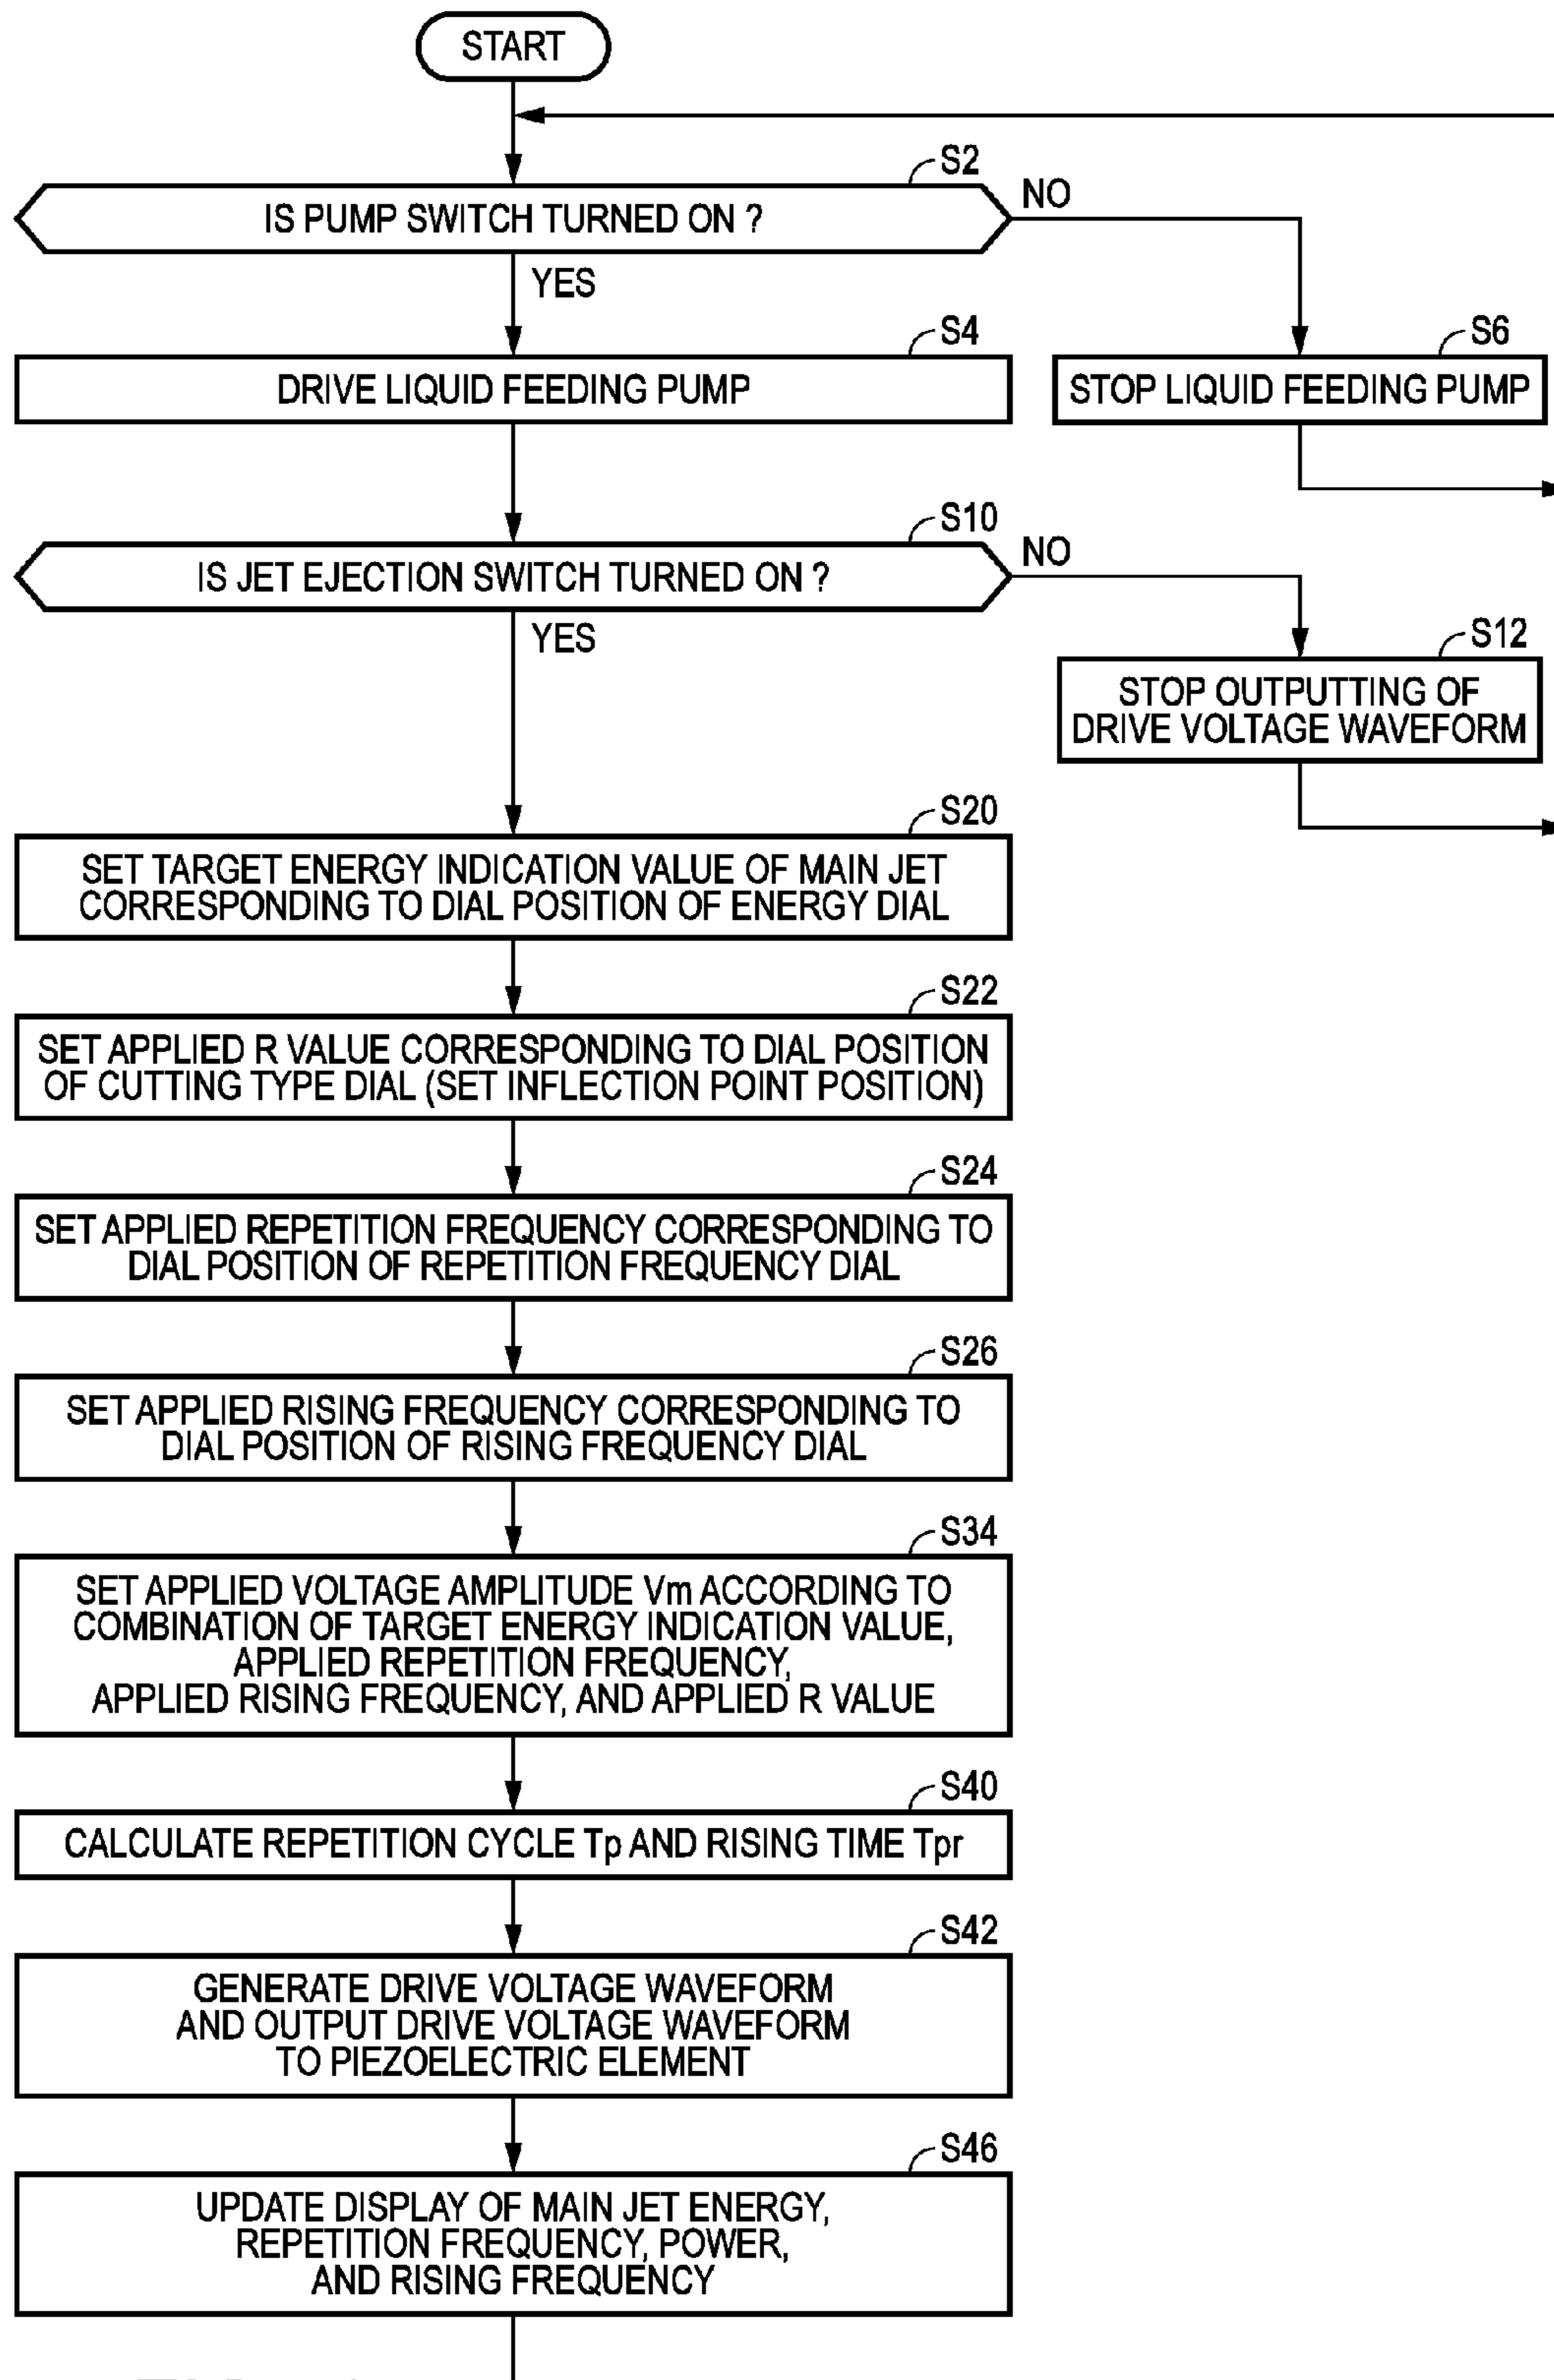 START
S2
IS PUMP SWITCH TURNED ON ?
NO
YES
S4
DRIVE LIQUID FEEDING PUMP
S6
STOP LIQUID FEEDING PUMP
S10
IS JET EJECTION SWITCH TURNED ON ?
NO
YES
S12
STOP OUTPUTTING OF
DRIVE VOLTAGE WAVEFORM
S20
SET TARGET ENERGY INDICATION VALUE OF MAIN JET
CORRESPONDING TO DIAL POSITION OF ENERGY DIAL
S22
SET APPLIED R VALUE CORRESPONDING TO DIAL POSITION
OF CUTTING TYPE DIAL (SET INFLECTION POINT POSITION)
S24
SET APPLIED REPETITION FREQUENCY CORRESPONDING TO
DIAL POSITION OF REPETITION FREQUENCY DIAL
S26
SET APPLIED RISING FREQUENCY CORRESPONDING TO
DIAL POSITION OF RISING FREQUENCY DIAL
S34
SET APPLIED VOLTAGE AMPLITUDE Vm ACCORDING TO
COMBINATION OF TARGET ENERGY INDICATION VALUE,
APPLIED REPETITION FREQUENCY,
APPLIED RISING FREQUENCY, AND APPLIED R VALUE
S40
CALCULATE REPETITION CYCLE Tp AND RISING TIME Tpr
S42
GENERATE DRIVE VOLTAGE WAVEFORM
AND OUTPUT DRIVE VOLTAGE WAVEFORM
TO PIEZOELECTRIC ELEMENT
S46
UPDATE DISPLAY OF MAIN JET ENERGY,
REPETITION FREQUENCY, POWER,
AND RISING FREQUENCY